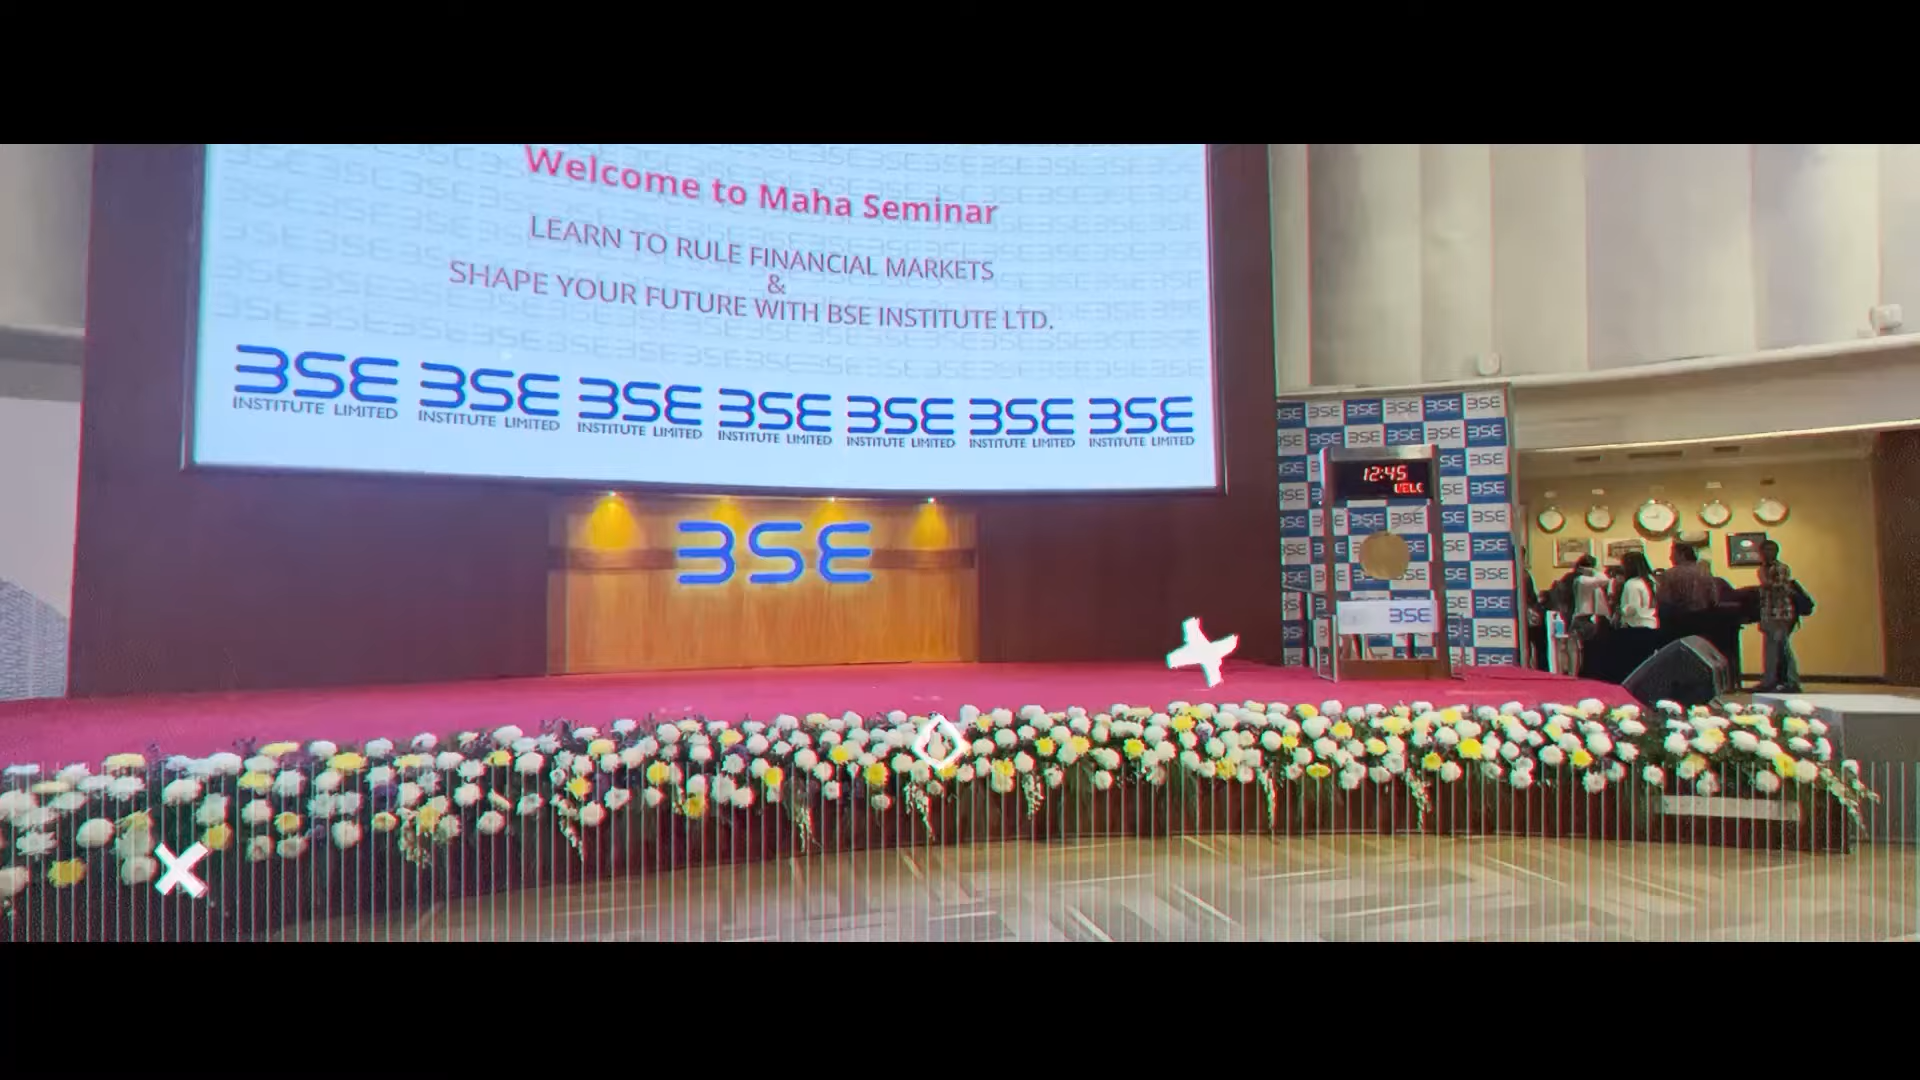 Welcome to Maha Seminar
LEARN TO RULE FINANCIAL MARKETS
&
SHAPE YOUR FUTURE WITH BSE INSTITUTE LTD.
BSE BSE BSE BSE BSE BSE BSE
INSTITUTE LIMITED INSTITUTE LIMITED INSTITUTE LIMITED INSTITUTE LIMITED INSTITUTE LIMITED INSTITUTE LIMITED INSTITUTE LIMITED
BSE
12:45
WELC
BSE